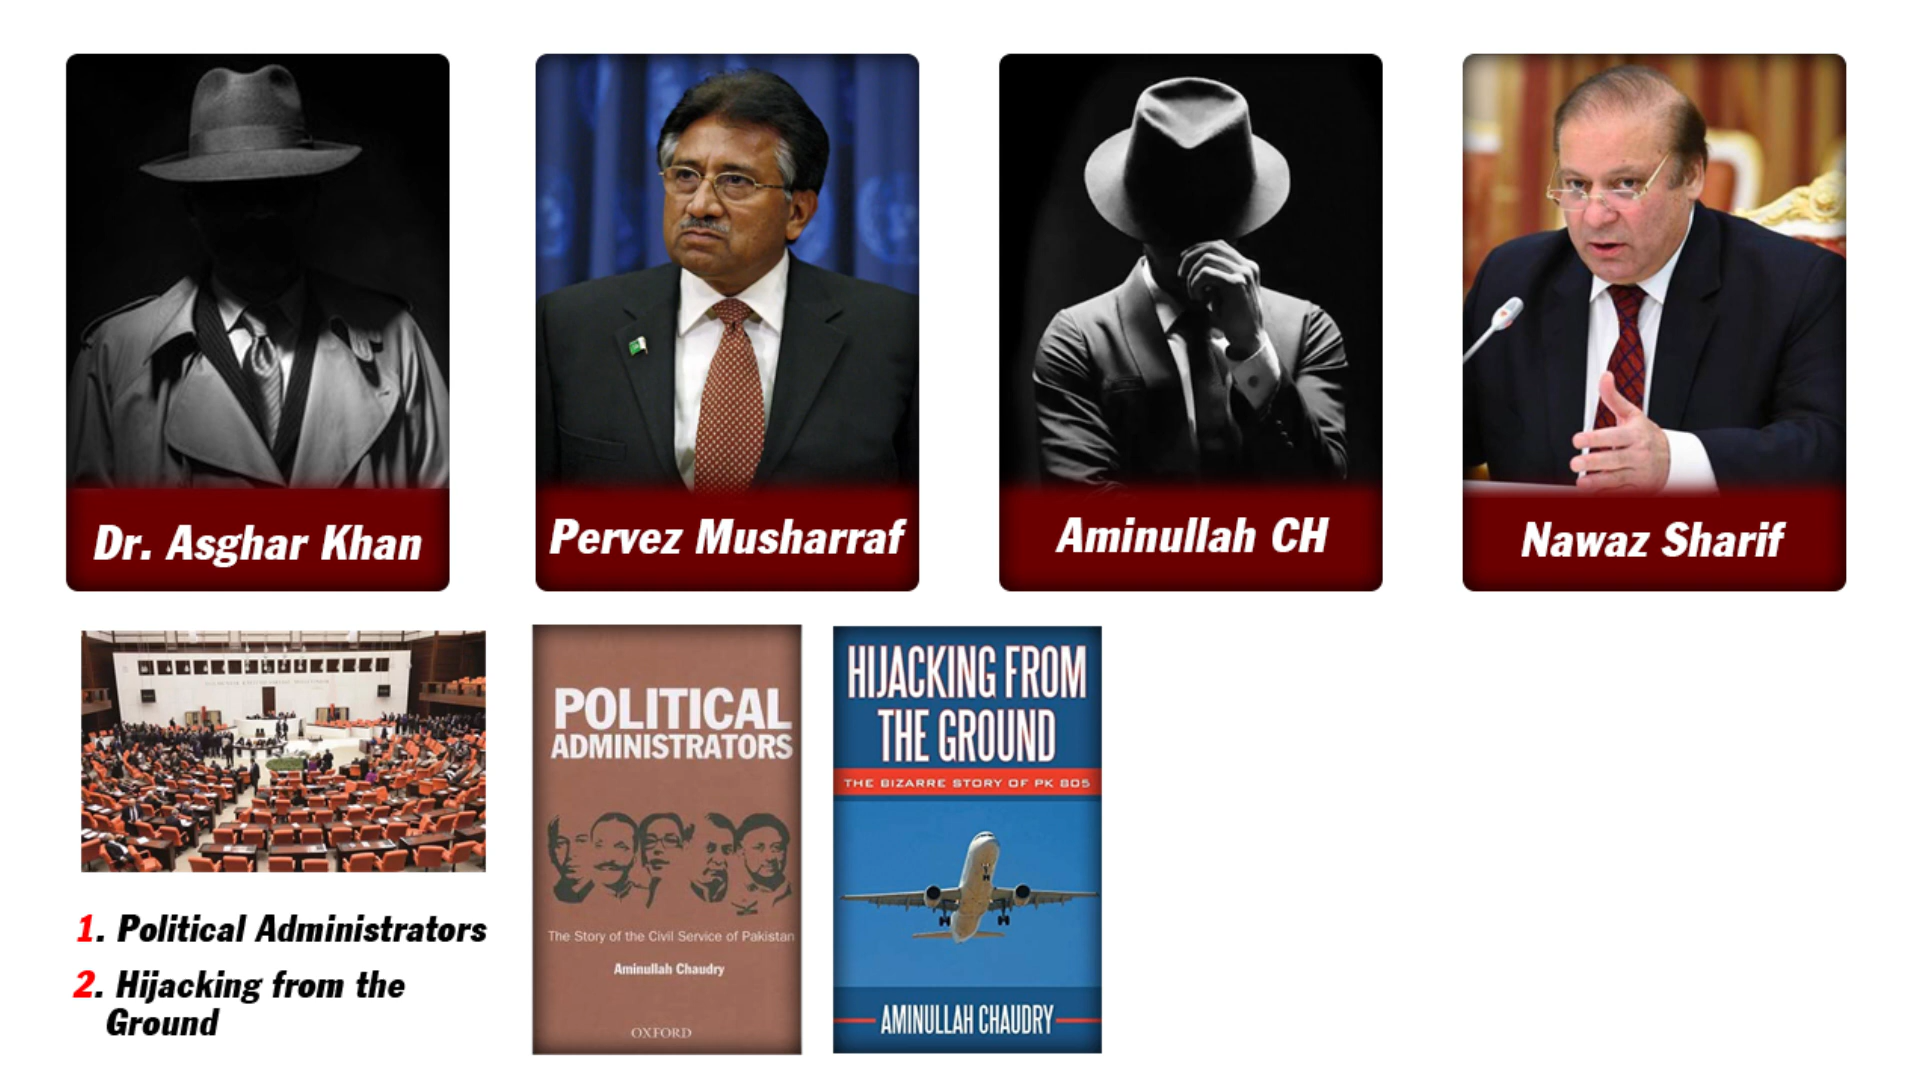 Dr. Asghar Khan
Pervez Musharraf
Aminullah CH
Nawaz Sharif
1. Political Administrators
2. Hijacking from the
Ground
POLITICAL
ADMINISTRATORS
The Story of the Civil Service of Pakistan
Aminullah Chaudry
OXFORD
HIJACKING FROM
THE GROUND
THE BIZARRE STORY OF PK 805
AMINULLAH CHAUDRY